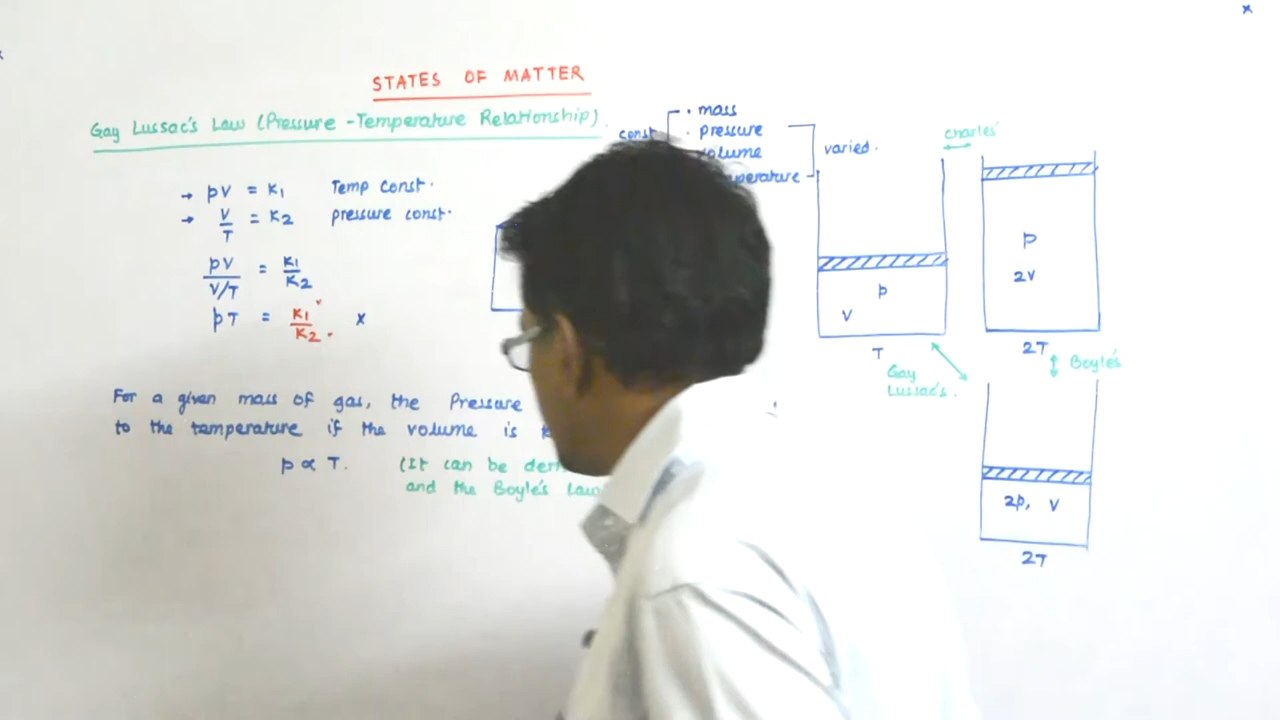 STATES OF MATTER
Gay Lussac's Law (Pressure -Temperature Relationship).
const
• mass
• pressure
varied.
→ pV = K1 Temp Const.
→ V/T = K2 pressure const.
pV / V/T = K1/K2
pT = K1/K2. x
For a given mass of gas, the Pressure
to the temperature if the volume is
p ∝ T. (It can be
and the Boyle's Law
p
V
T
Charles'
p
2V
2T
Gay
Lussac's.
Boyle's
2p, V
2T